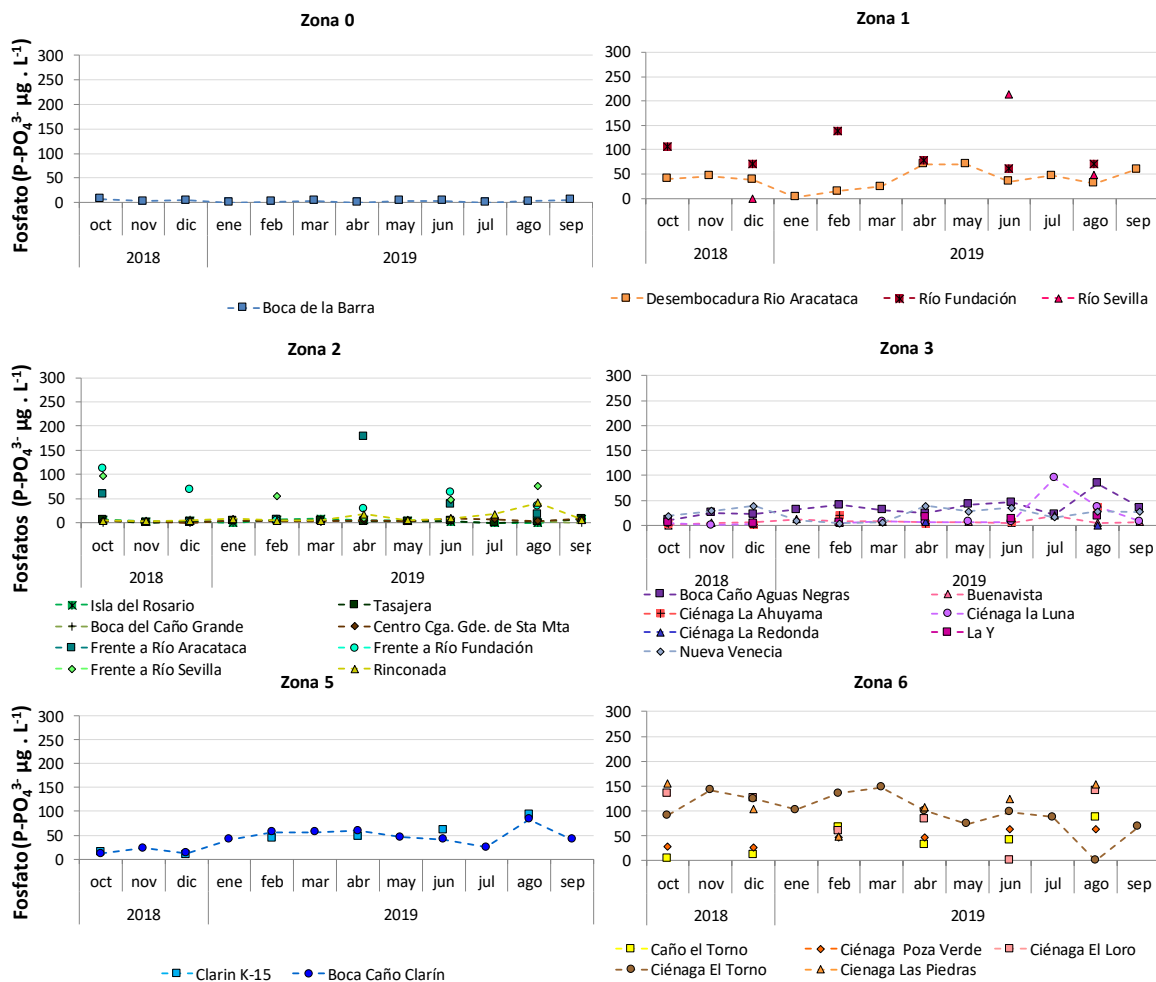 Zona 0
Fosfato (P-PO₄³⁻ µg . L⁻¹)
300
250
200
150
100
50
0
oct nov dic ene feb mar abr may jun jul ago sep
2018 2019
Boca de la Barra
Zona 1
300
250
200
150
100
50
0
oct nov dic ene feb mar abr may jun jul ago sep
2018 2019
Desembocadura Rio Aracataca Río Fundación Río Sevilla
Zona 2
Fosfatos (P-PO₄³⁻ µg . L⁻¹)
300
250
200
150
100
50
0
oct nov dic ene feb mar abr may jun jul ago sep
2018 2019
Isla del Rosario Tasajera
Boca del Caño Grande Centro Cga. Gde. de Sta Mta
Frente a Río Aracataca Frente a Río Fundación
Frente a Río Sevilla Rinconada
Zona 3
300
250
200
150
100
50
0
oct nov dic ene feb mar abr may jun jul ago sep
2018 2019
Boca Caño Aguas Negras Buenavista
Ciénaga La Ahuyama Ciénaga la Luna
Ciénaga La Redonda La Y
Nueva Venecia
Zona 5
Fosfato (P-PO₄³⁻ µg . L⁻¹)
300
250
200
150
100
50
0
oct nov dic ene feb mar abr may jun jul ago sep
2018 2019
Clarin K-15 Boca Caño Clarín
Zona 6
300
250
200
150
100
50
0
oct nov dic ene feb mar abr may jun jul ago sep
2018 2019
Caño el Torno Ciénaga Poza Verde Ciénaga El Loro
Ciénaga El Torno Cienaga Las Piedras